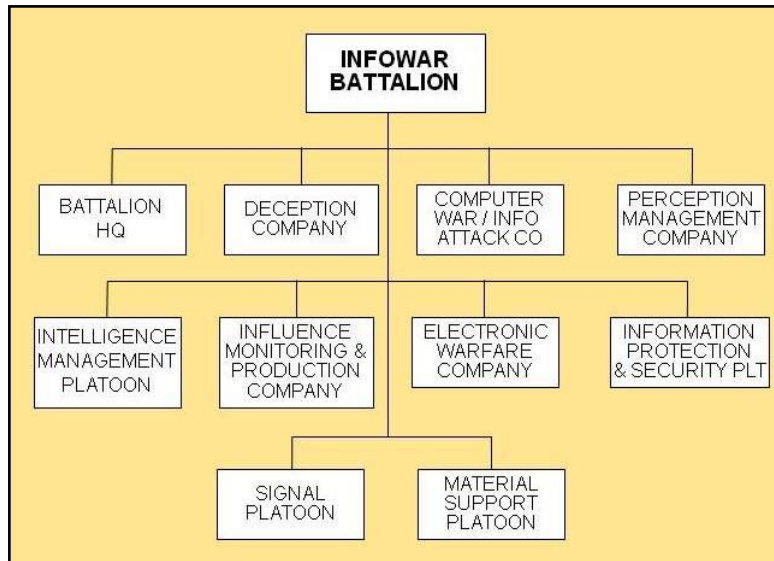 INFOWAR
BATTALION
BATTALION
HQ
DECEPTION
COMPANY
COMPUTER
WAR / INFO
ATTACK CO
PERCEPTION
MANAGEMENT
COMPANY
INTELLIGENCE
MANAGEMENT
PLATOON
INFLUENCE
MONITORING &
PRODUCTION
COMPANY
ELECTRONIC
WARFARE
COMPANY
INFORMATION
PROTECTION
& SECURITY PLT
SIGNAL
PLATOON
MATERIAL
SUPPORT
PLATOON